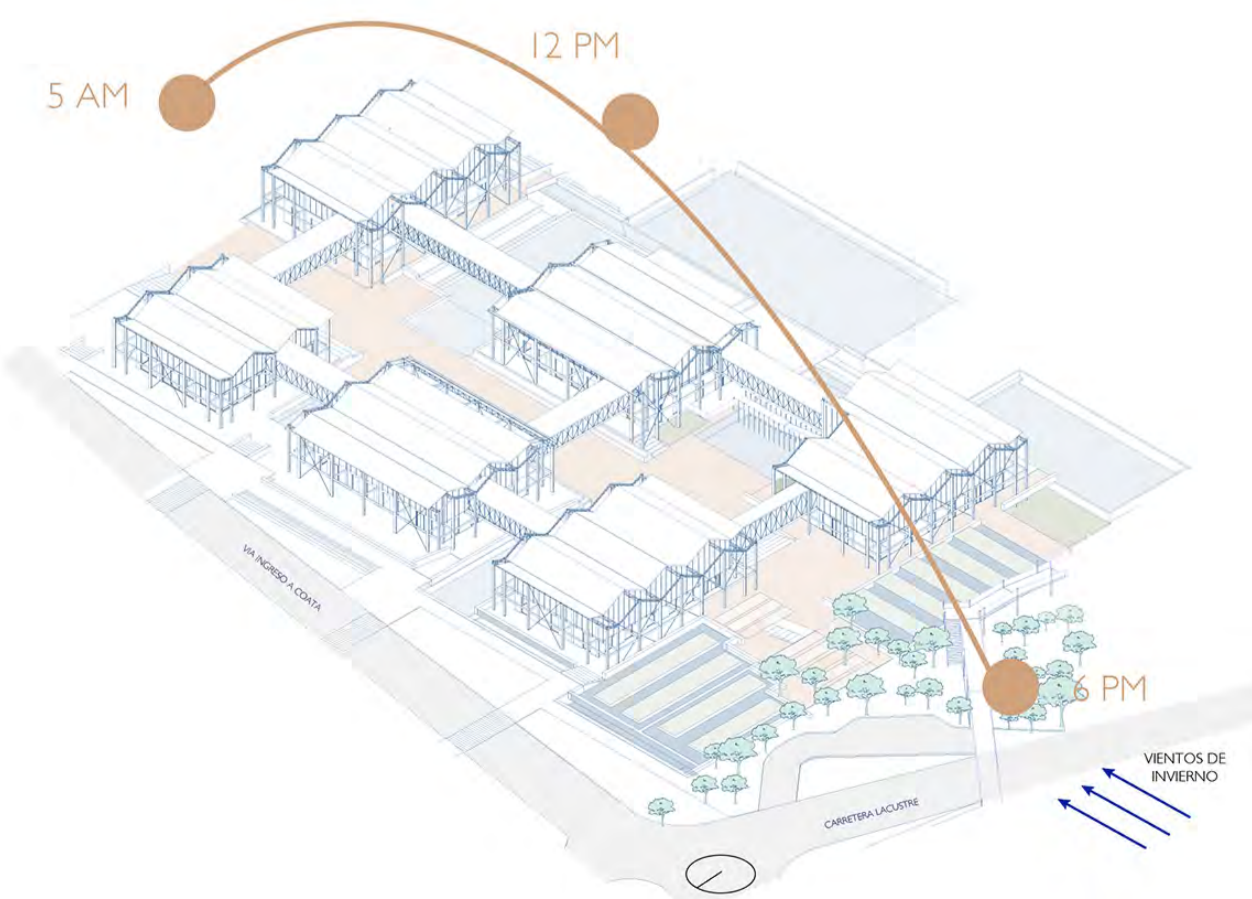 12 PM
5 AM
VIA INGRESO A COATA
6 PM
VIENTOS DE
INVIERNO
CARRETERA LACUSTRE